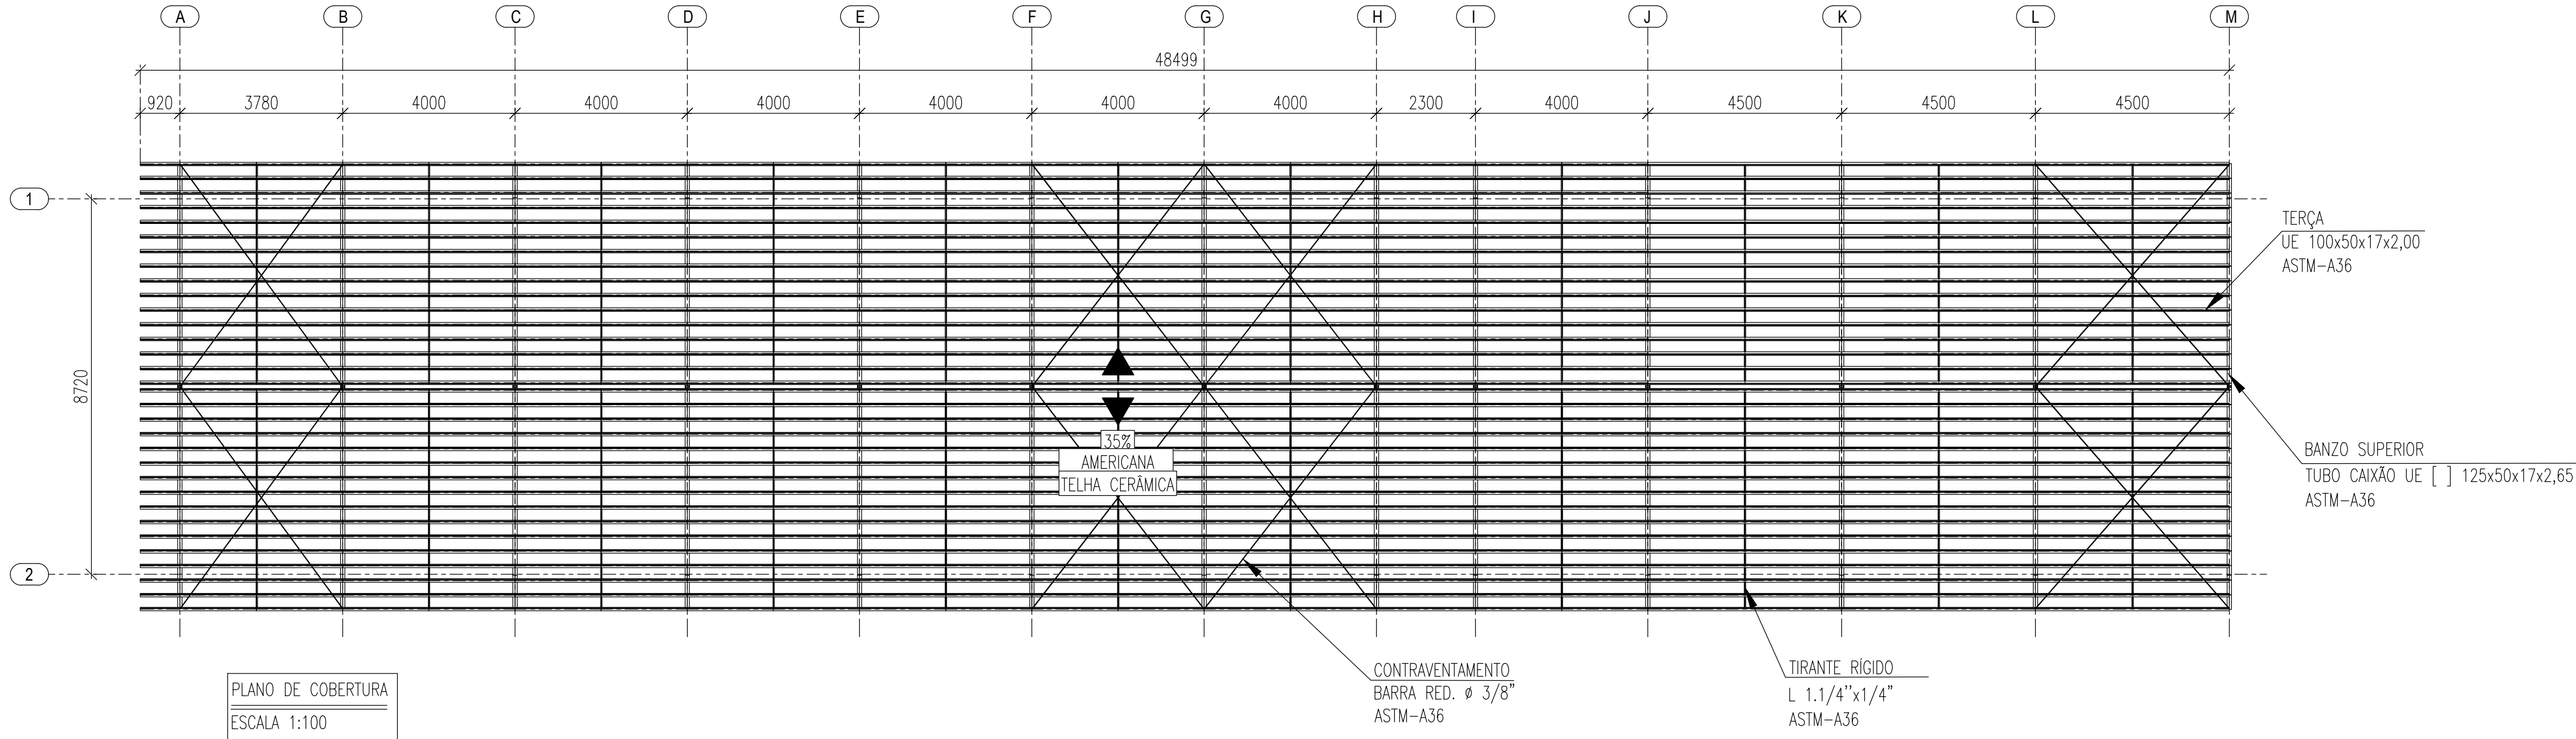 A B C D E F G H I J K L M
48499
920 3780 4000 4000 4000 4000 4000 4000 2300 4000 4500 4500 4500
1
TERÇA
UE 100x50x17x2,00
ASTM-A36
8720
35%
AMERICANA
TELHA CERÂMICA
BANZO SUPERIOR
TUBO CAIXÃO UE [ ] 125x50x17x2,65
ASTM-A36
2
CONTRAVENTAMENTO
BARRA RED. ø 3/8"
ASTM-A36
TIRANTE RÍGIDO
L 1.1/4''x1/4"
ASTM-A36
PLANO DE COBERTURA
ESCALA 1:100